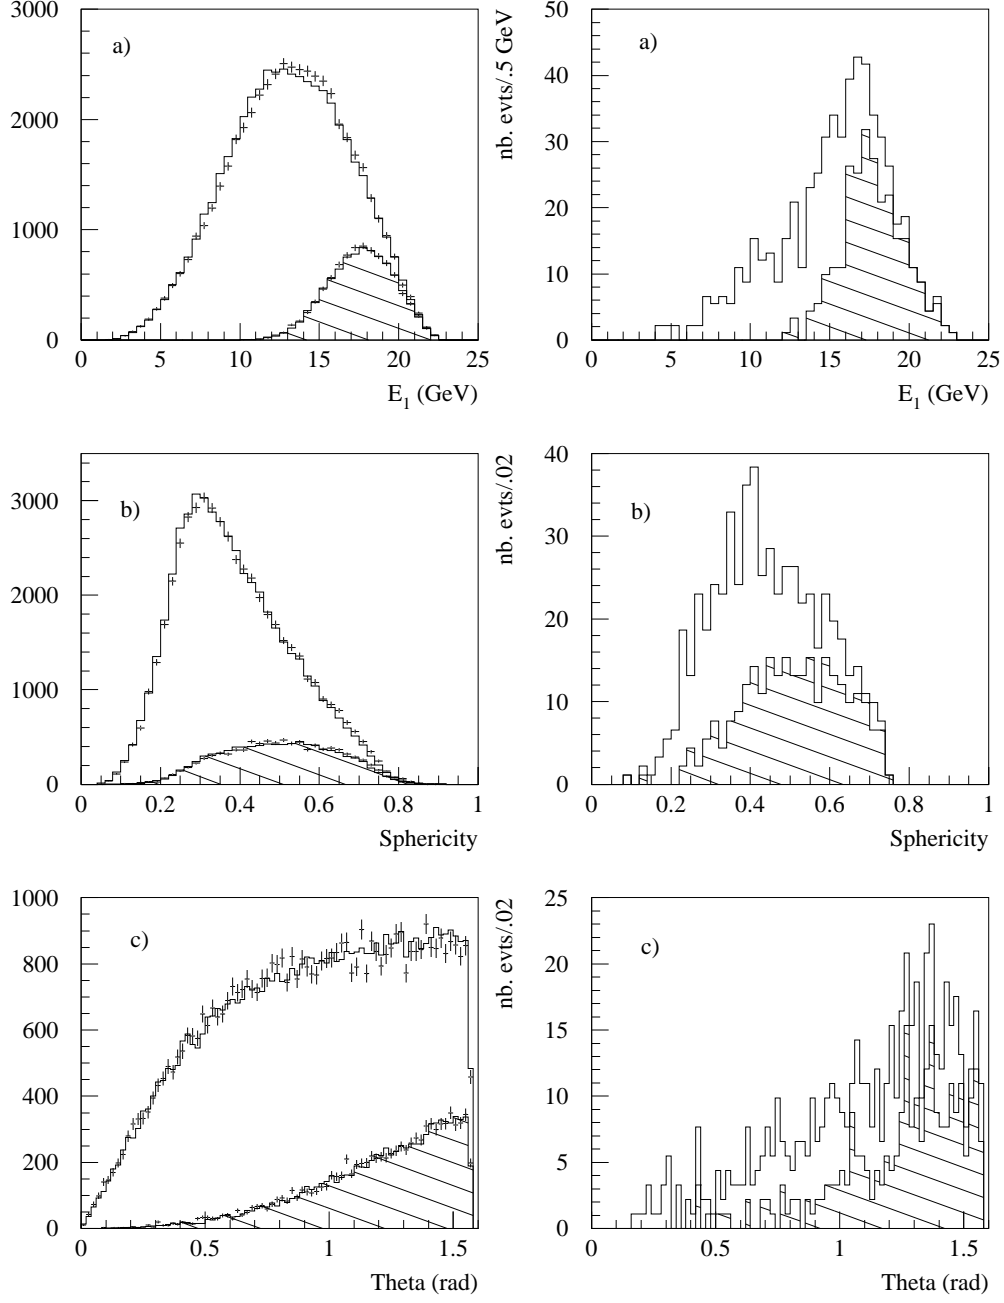 3000
2000
1000
0
a)
0 5 10 15 20 25
E1 (GeV)
nb. evts/.5 GeV
50
40
30
20
10
0
a)
0 5 10 15 20 25
E1 (GeV)
3000
2000
1000
0
b)
0 0.2 0.4 0.6 0.8 1
Sphericity
nb. evts/.02
40
30
20
10
0
b)
0 0.2 0.4 0.6 0.8 1
Sphericity
1000
800
600
400
200
0
c)
0 0.5 1 1.5
Theta (rad)
nb. evts/.02
25
20
15
10
5
0
c)
0 0.5 1 1.5
Theta (rad)